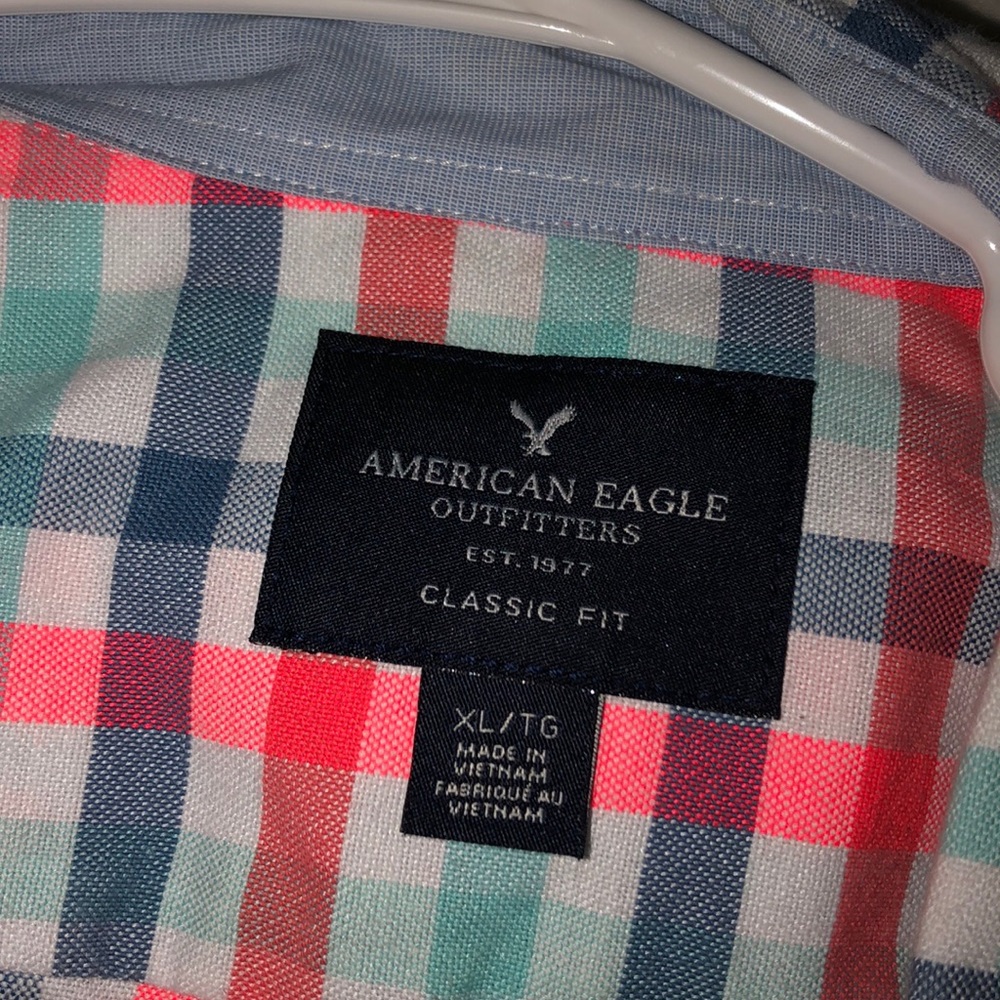 AMERICAN EAGLE
OUTFITTERS
EST. 1977
CLASSIC FIT
XL/TG
MADE IN
VIETNAM
FABRIQUÉ AU
VIETNAM